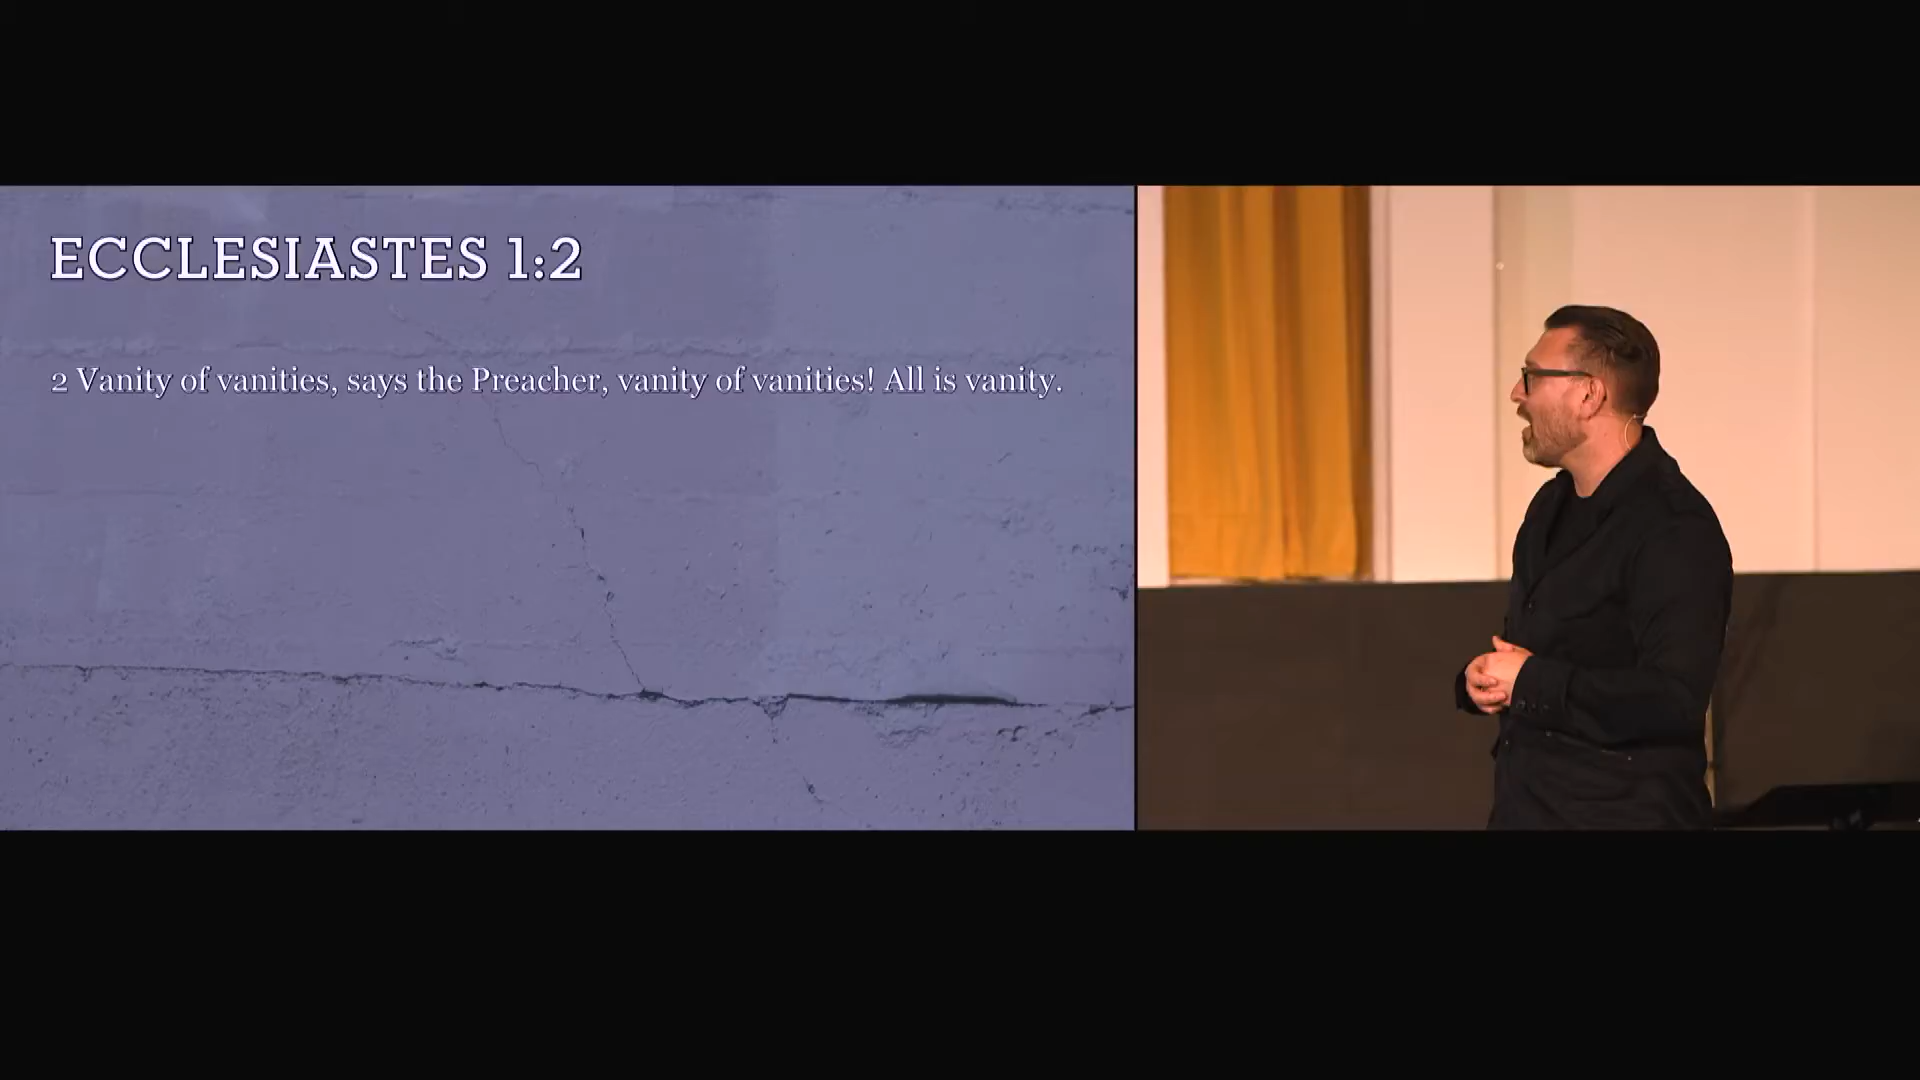 ECCLESIASTES 1:2
2 Vanity of vanities, says the Preacher, vanity of vanities! All is vanity.